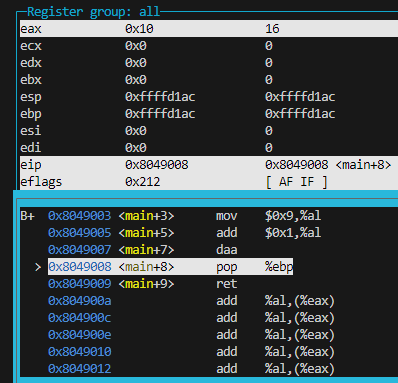 Register group: all
eax 0x10 16
ecx 0x0 0
edx 0x0 0
ebx 0x0 0
esp 0xffffd1ac 0xffffd1ac
ebp 0xffffd1ac 0xffffd1ac
esi 0x0 0
edi 0x0 0
eip 0x8049008 0x8049008 <main+8>
eflags 0x212 [ AF IF ]
B+ 0x8049003 <main+3> mov $0x9,%al
0x8049005 <main+5> add $0x1,%al
0x8049007 <main+7> daa
> 0x8049008 <main+8> pop %ebp
0x8049009 <main+9> ret
0x804900a add %al,(%eax)
0x804900c add %al,(%eax)
0x804900e add %al,(%eax)
0x8049010 add %al,(%eax)
0x8049012 add %al,(%eax)